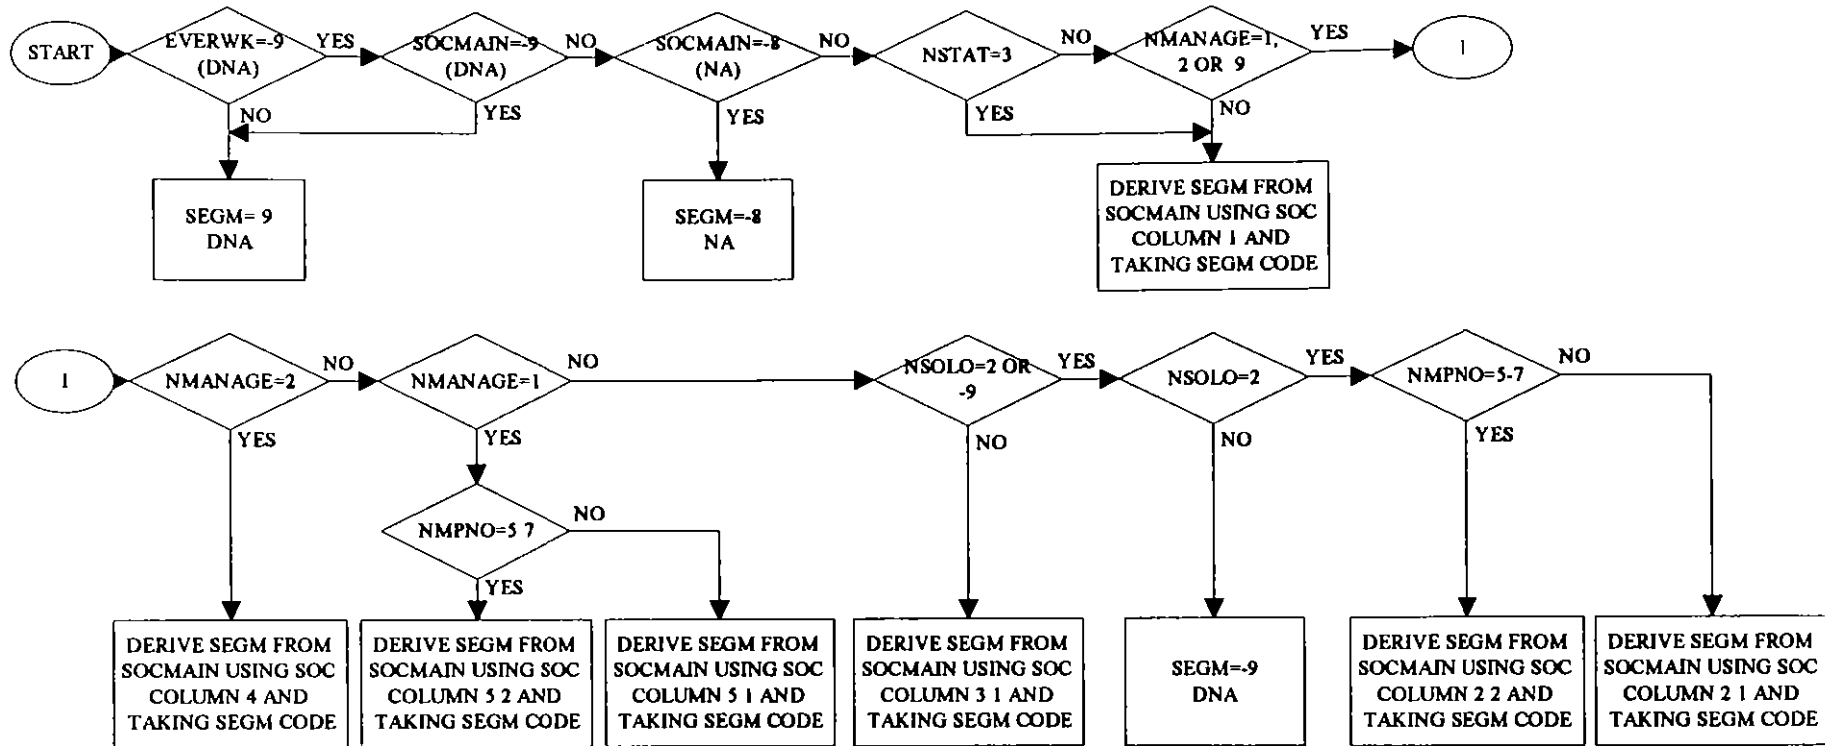 START
EVERWK=-9
(DNA)
YES
NO
SOCMAIN=-9
(DNA)
NO
YES
SOCMAIN=-8
(NA)
NO
YES
NSTAT=3
NO
YES
NMANAGE=1,
2 OR 9
YES
NO
1
SEGM= 9
DNA
SEGM=-8
NA
DERIVE SEGM FROM
SOCMAIN USING SOC
COLUMN 1 AND
TAKING SEGM CODE
1
NMANAGE=2
NO
YES
NMANAGE=1
NO
YES
NSOLO=2 OR
-9
YES
NO
NSOLO=2
YES
NO
NMPNO=5-7
NO
YES
NMPNO=5 7
NO
YES
DERIVE SEGM FROM
SOCMAIN USING SOC
COLUMN 4 AND
TAKING SEGM CODE
DERIVE SEGM FROM
SOCMAIN USING SOC
COLUMN 5 2 AND
TAKING SEGM CODE
DERIVE SEGM FROM
SOCMAIN USING SOC
COLUMN 5 1 AND
TAKING SEGM CODE
DERIVE SEGM FROM
SOCMAIN USING SOC
COLUMN 3 1 AND
TAKING SEGM CODE
SEGM=-9
DNA
DERIVE SEGM FROM
SOCMAIN USING SOC
COLUMN 2 2 AND
TAKING SEGM CODE
DERIVE SEGM FROM
SOCMAIN USING SOC
COLUMN 2 1 AND
TAKING SEGM CODE